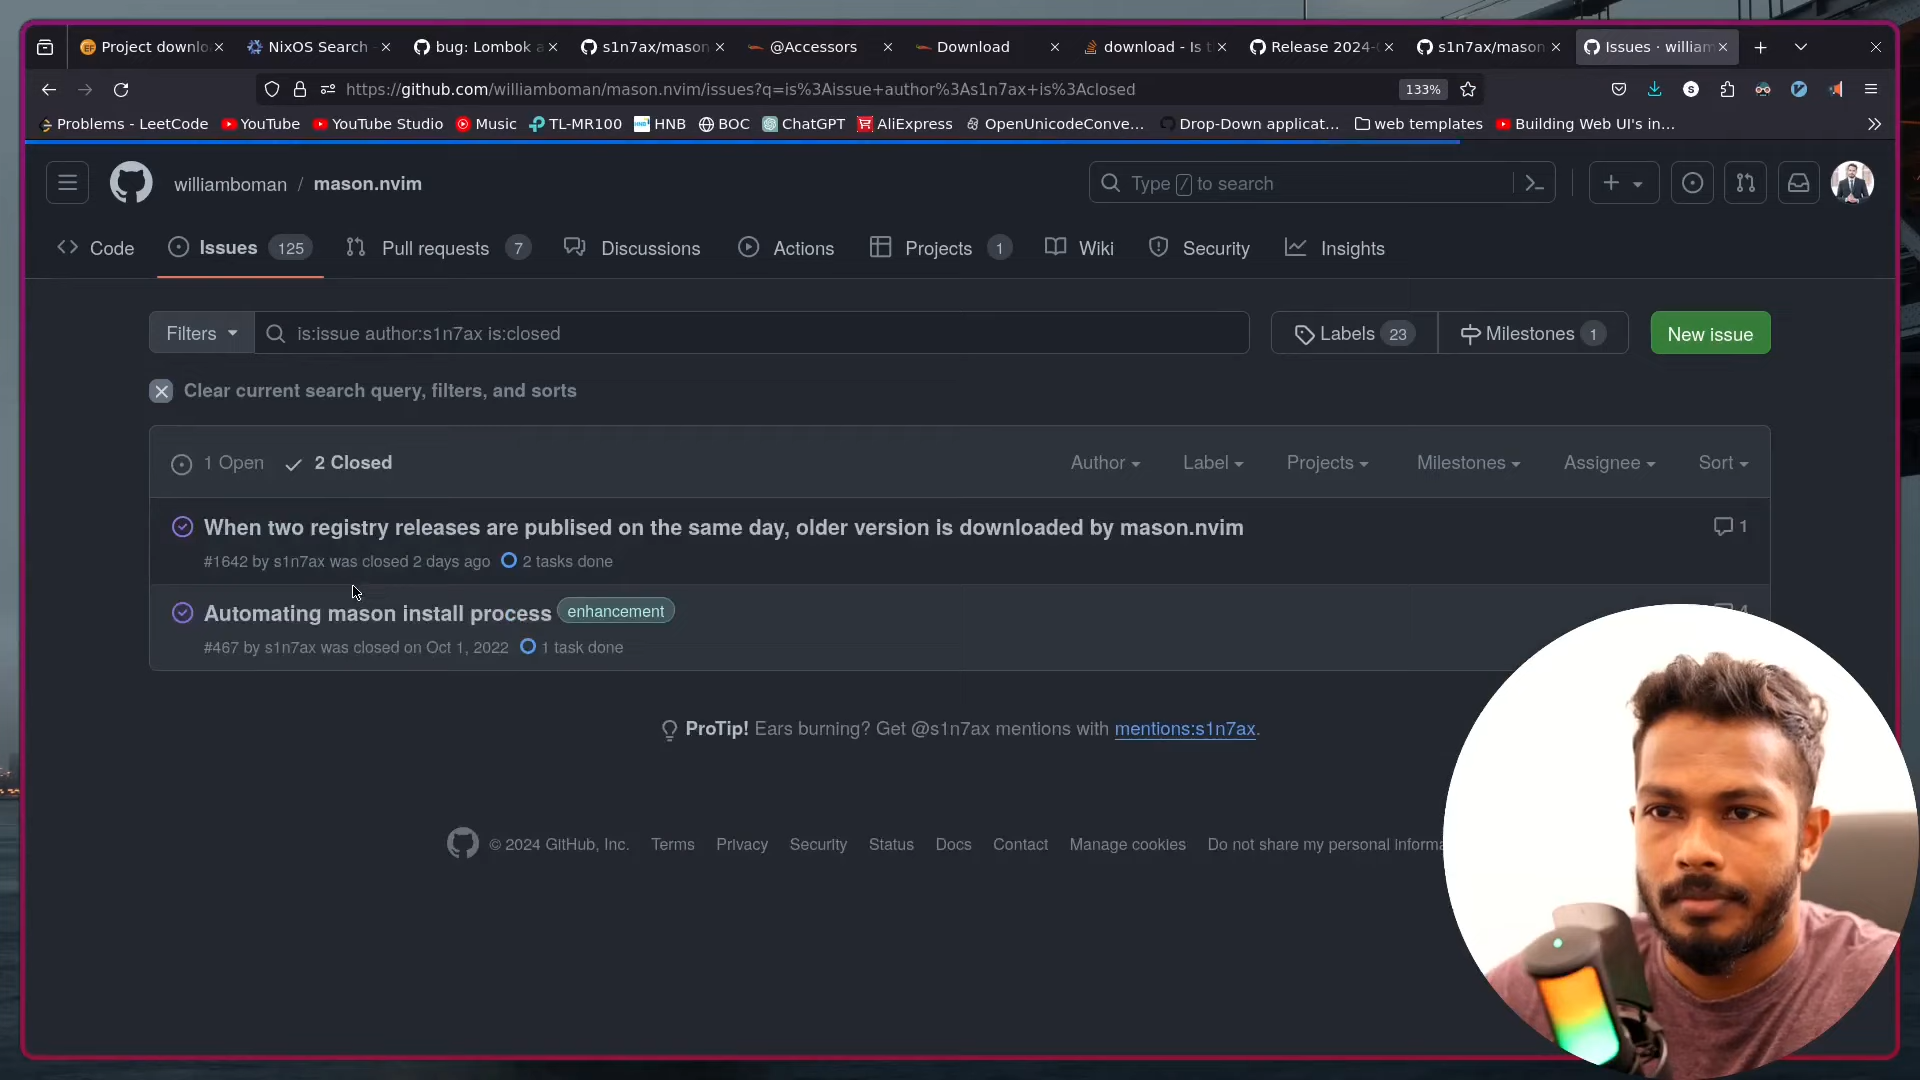 Project downlo
NixOS Search
bug: Lombok a
s1n7ax/mason
@Accessors
Download
download - Is t
Release 2024-
s1n7ax/mason
Issues · william
https://github.com/williamboman/mason.nvim/issues?q=is%3Aissue+author%3As1n7ax+is%3Aclosed
133%
Problems - LeetCode
YouTube
YouTube Studio
Music
TL-MR100
HNB
BOC
ChatGPT
AliExpress
OpenUnicodeConve...
Drop-Down applicat...
web templates
Building Web UI's in...
williamboman / mason.nvim
Type / to search
Code
Issues 125
Pull requests 7
Discussions
Actions
Projects 1
Wiki
Security
Insights
Filters
is:issue author:s1n7ax is:closed
Labels 23
Milestones 1
New issue
Clear current search query, filters, and sorts
1 Open
2 Closed
Author
Label
Projects
Milestones
Assignee
Sort
When two registry releases are publised on the same day, older version is downloaded by mason.nvim
1
#1642 by s1n7ax was closed 2 days ago
2 tasks done
Automating mason install process
enhancement
#467 by s1n7ax was closed on Oct 1, 2022
1 task done
ProTip! Ears burning? Get @s1n7ax mentions with mentions:s1n7ax.
© 2024 GitHub, Inc.
Terms
Privacy
Security
Status
Docs
Contact
Manage cookies
Do not share my personal informa